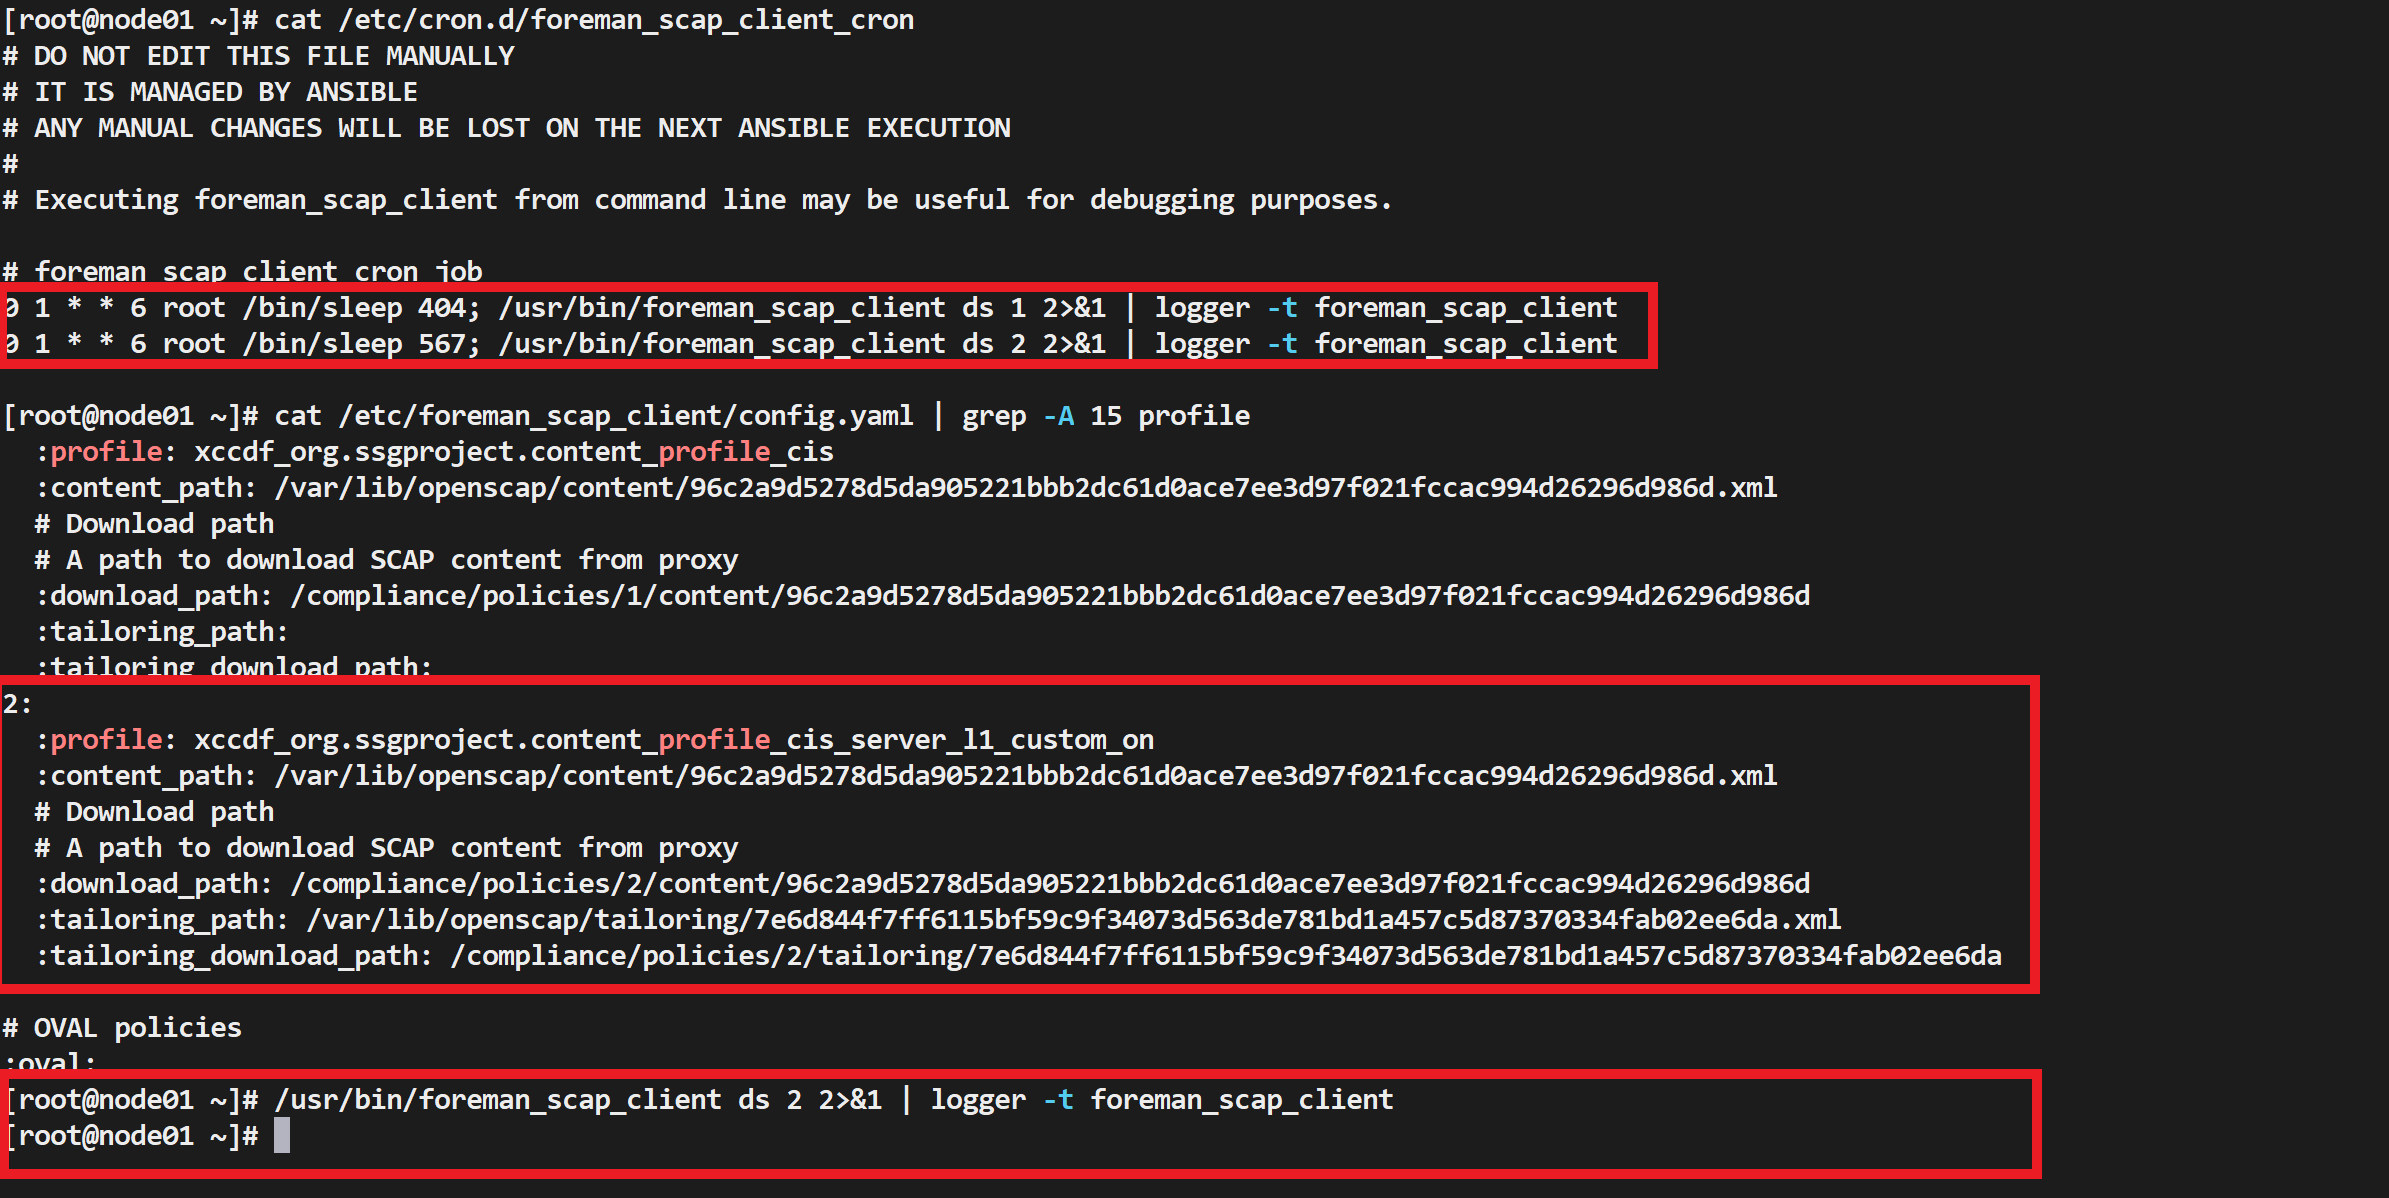 [root@node01 ~]# cat /etc/cron.d/foreman_scap_client_cron
# DO NOT EDIT THIS FILE MANUALLY
# IT IS MANAGED BY ANSIBLE
# ANY MANUAL CHANGES WILL BE LOST ON THE NEXT ANSIBLE EXECUTION
#
# Executing foreman_scap_client from command line may be useful for debugging purposes.
# foreman scap client cron job
0 1 * * 6 root /bin/sleep 404; /usr/bin/foreman_scap_client ds 1 2>&1 | logger -t foreman_scap_client
0 1 * * 6 root /bin/sleep 567; /usr/bin/foreman_scap_client ds 2 2>&1 | logger -t foreman_scap_client
[root@node01 ~]# cat /etc/foreman_scap_client/config.yaml | grep -A 15 profile
  :profile: xccdf_org.ssgproject.content_profile_cis
  :content_path: /var/lib/openscap/content/96c2a9d5278d5da905221bbb2dc61d0ace7ee3d97f021fccac994d26296d986d.xml
  # Download path
  # A path to download SCAP content from proxy
  :download_path: /compliance/policies/1/content/96c2a9d5278d5da905221bbb2dc61d0ace7ee3d97f021fccac994d26296d986d
  :tailoring_path:
  :tailoring download path:
2:
  :profile: xccdf_org.ssgproject.content_profile_cis_server_l1_custom_on
  :content_path: /var/lib/openscap/content/96c2a9d5278d5da905221bbb2dc61d0ace7ee3d97f021fccac994d26296d986d.xml
  # Download path
  # A path to download SCAP content from proxy
  :download_path: /compliance/policies/2/content/96c2a9d5278d5da905221bbb2dc61d0ace7ee3d97f021fccac994d26296d986d
  :tailoring_path: /var/lib/openscap/tailoring/7e6d844f7ff6115bf59c9f34073d563de781bd1a457c5d87370334fab02ee6da.xml
  :tailoring_download_path: /compliance/policies/2/tailoring/7e6d844f7ff6115bf59c9f34073d563de781bd1a457c5d87370334fab02ee6da
# OVAL policies
:oval:
[root@node01 ~]# /usr/bin/foreman_scap_client ds 2 2>&1 | logger -t foreman_scap_client
[root@node01 ~]#